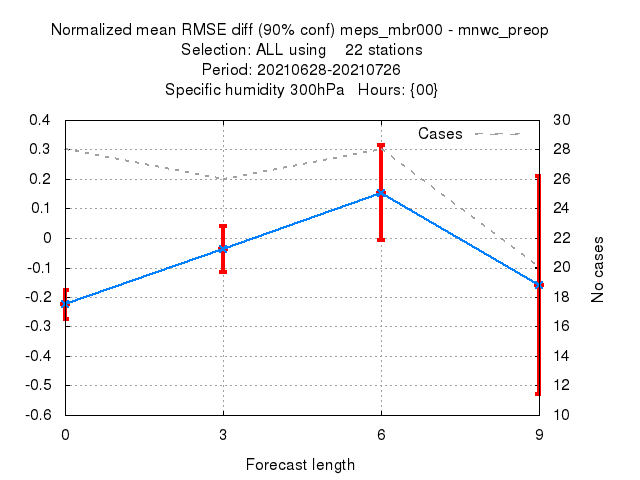 Normalized mean RMSE diff (90% conf) meps_mbr000 - mnwc_preop
Selection: ALL using 22 stations
Period: 20210628-20210726
Specific humidity 300hPa Hours: {00}
0.4
0.3
0.2
0.1
0
-0.1
-0.2
-0.3
-0.4
-0.5
-0.6
Cases
30
28
26
24
22
20
18
16
14
12
10
No cases
0 3 6 9
Forecast length